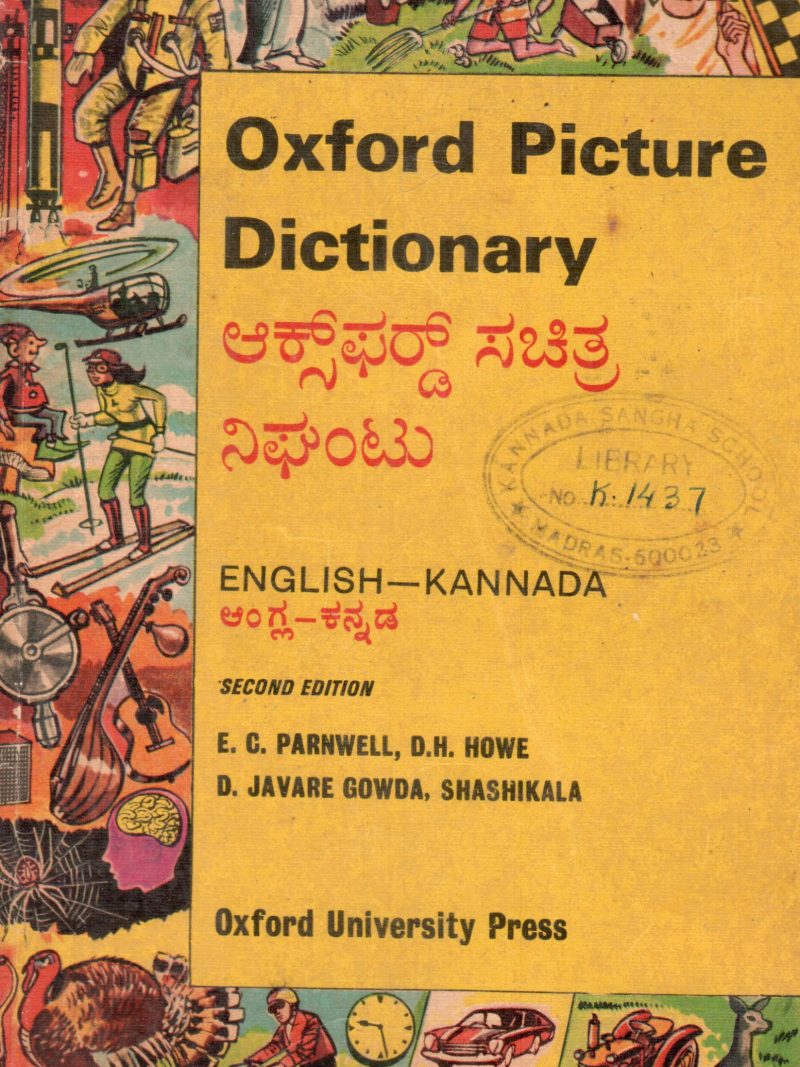 Oxford Picture
Dictionary
ಆಕ್ಸ್‌ಫರ್ಡ್ ಸಚಿತ್ರ
ನಿಘಂಟು
KANNADA SANGHA SCHOOL
LIBRARY
No K.1437
MADRAS-600023
ENGLISH—KANNADA
ಆಂಗ್ಲ–ಕನ್ನಡ
SECOND EDITION
E. C. PARNWELL, D.H. HOWE
D. JAVARE GOWDA, SHASHIKALA
Oxford University Press